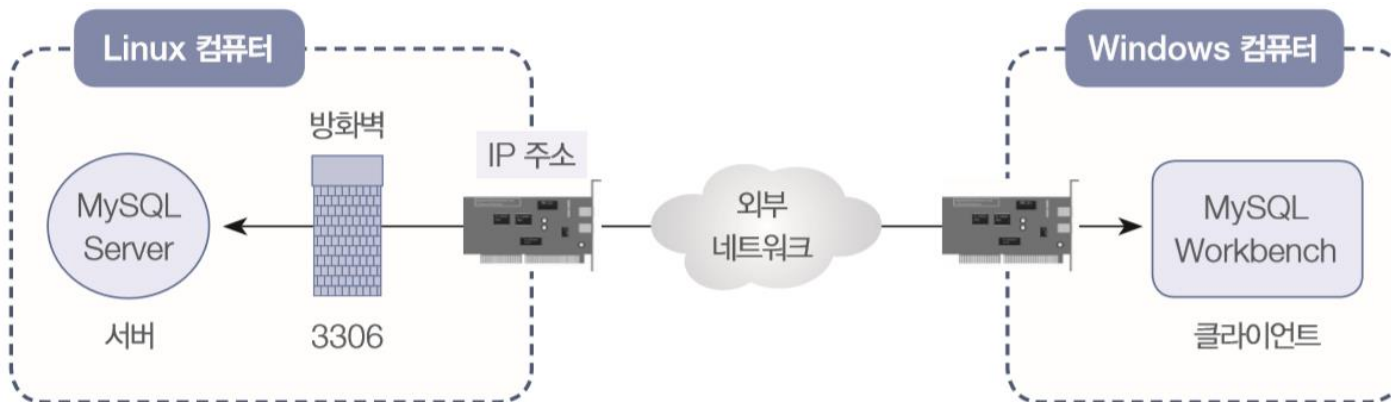 Linux 컴퓨터
Windows 컴퓨터
방화벽
IP 주소
MySQL
Server
외부
네트워크
MySQL
Workbench
서버
3306
클라이언트